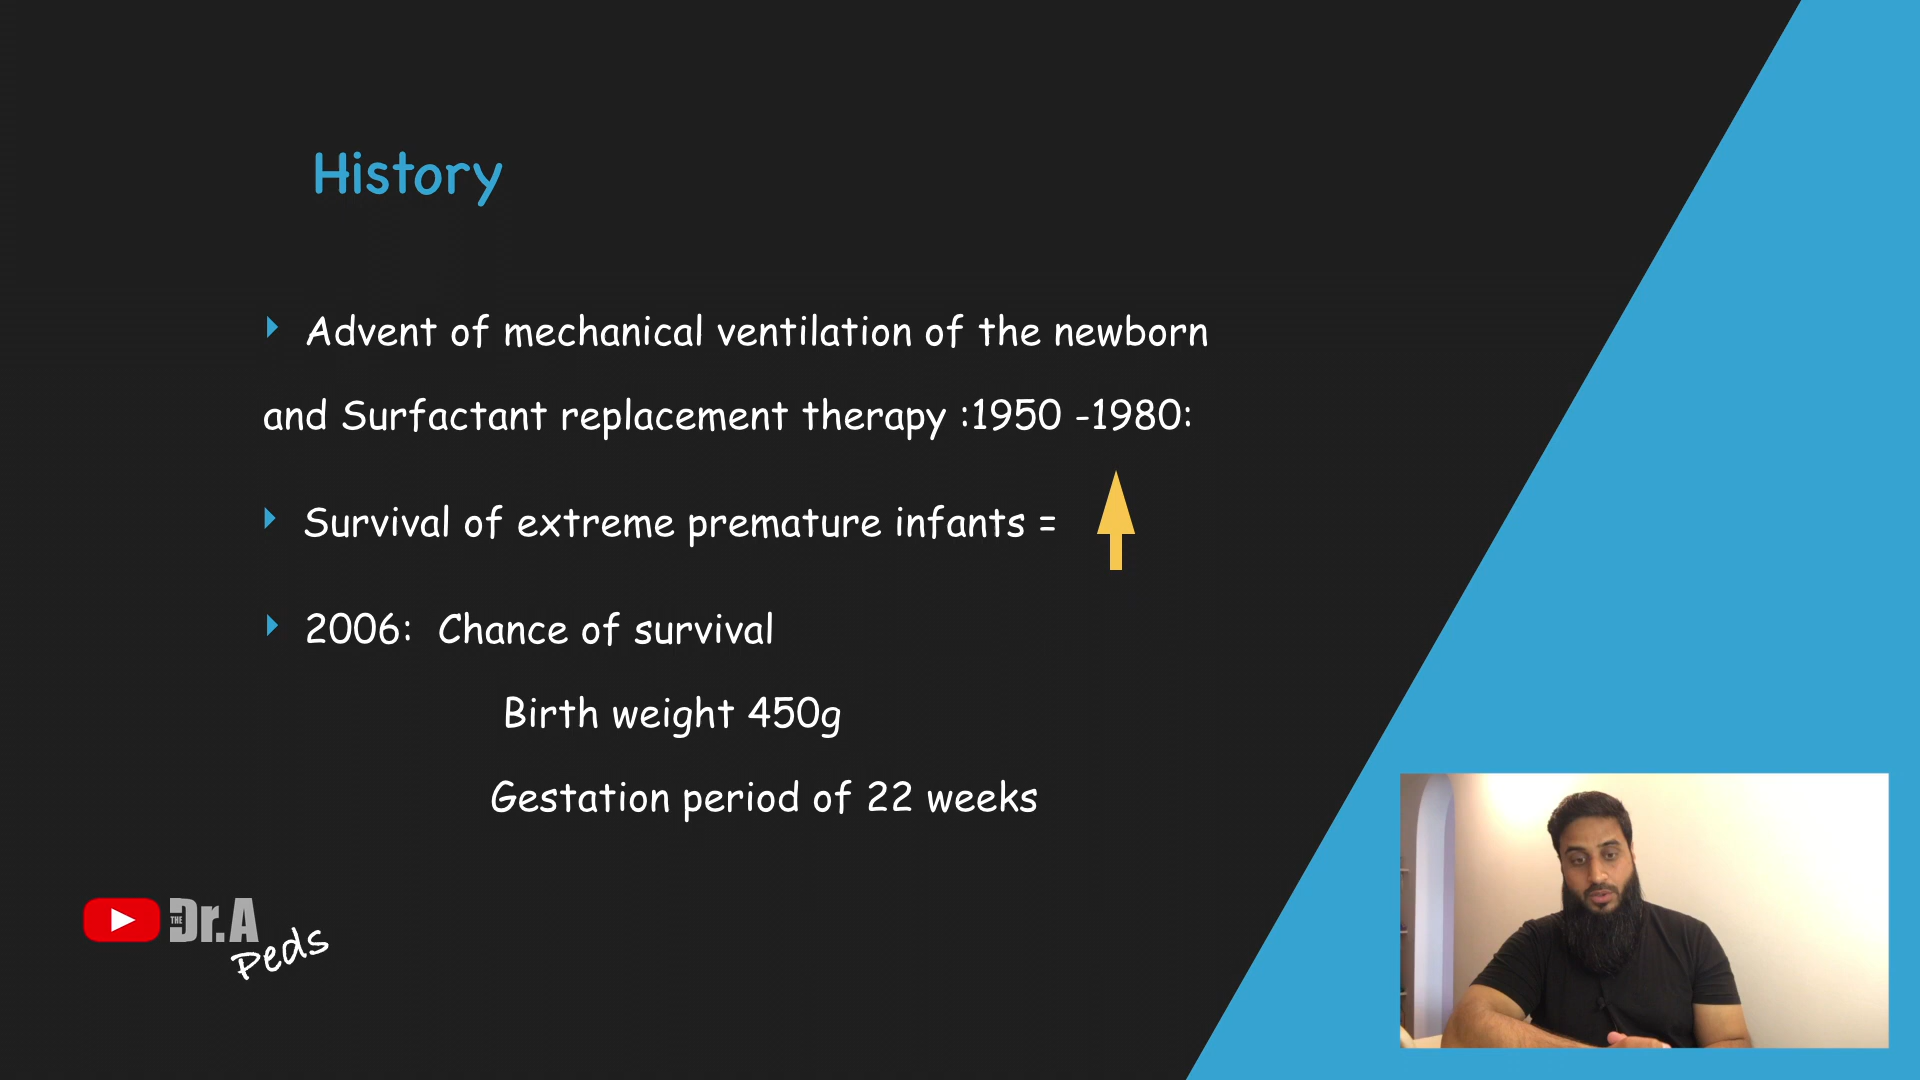 History
Advent of mechanical ventilation of the newborn
and Surfactant replacement therapy :1950 -1980:
Survival of extreme premature infants =
2006: Chance of survival
Birth weight 450g
Gestation period of 22 weeks
THE Dr.A
Peds